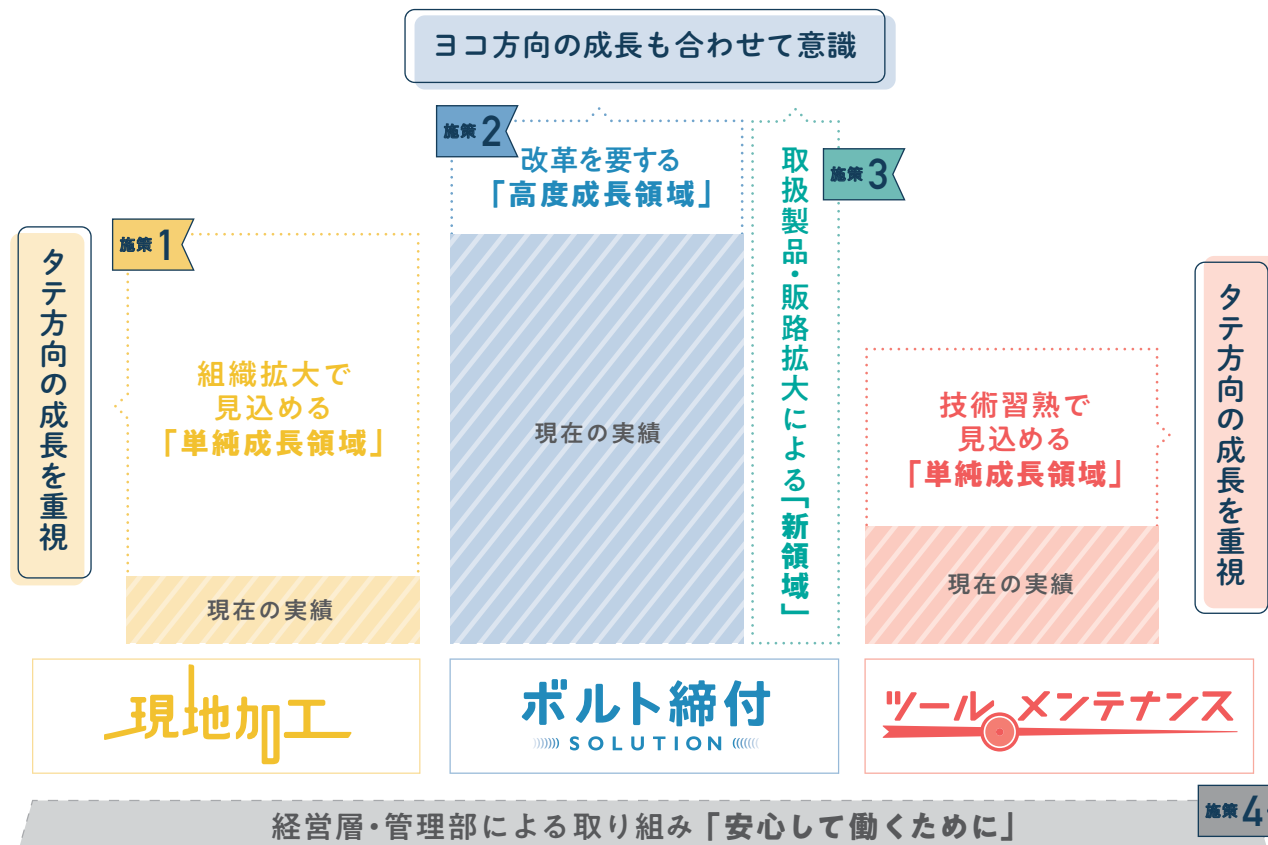 ヨコ方向の成長も合わせて意識
タテ方向の成長を重視
施策1
組織拡大で
見込める
「単純成長領域」
現在の実績
施策2
改革を要する
「高度成長領域」
現在の実績
施策3
取扱製品・販路拡大による「新領域」
技術習熟で
見込める
「単純成長領域」
現在の実績
タテ方向の成長を重視
現地加工
ボルト締付
SOLUTION
ツールメンテナンス
施策4
経営層・管理部による取り組み「安心して働くために」